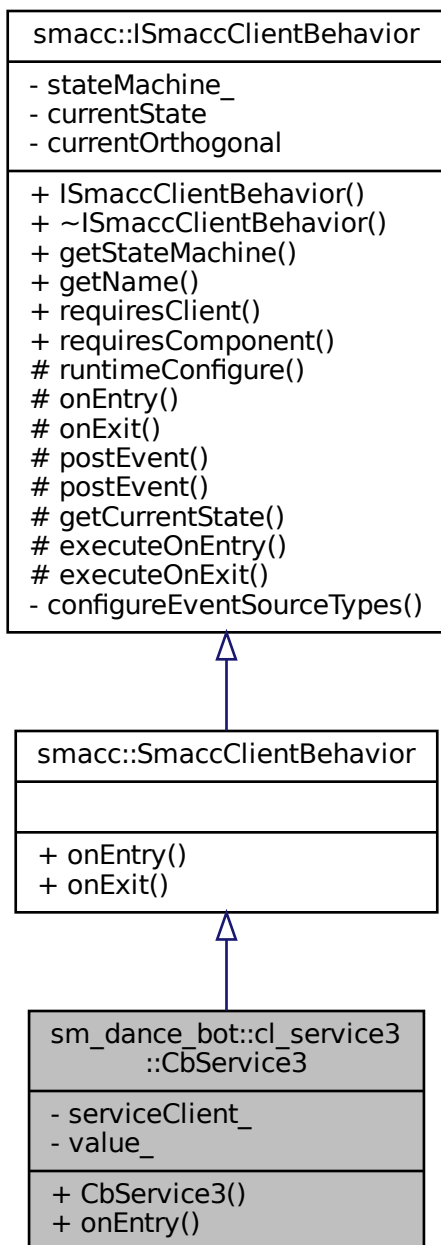 smacc::ISmaccClientBehavior
- stateMachine_
- currentState
- currentOrthogonal
+ ISmaccClientBehavior()
+ ~ISmaccClientBehavior()
+ getStateMachine()
+ getName()
+ requiresClient()
+ requiresComponent()
# runtimeConfigure()
# onEntry()
# onExit()
# postEvent()
# postEvent()
# getCurrentState()
# executeOnEntry()
# executeOnExit()
- configureEventSourceTypes()
smacc::SmaccClientBehavior
+ onEntry()
+ onExit()
sm_dance_bot::cl_service3
::CbService3
- serviceClient_
- value_
+ CbService3()
+ onEntry()